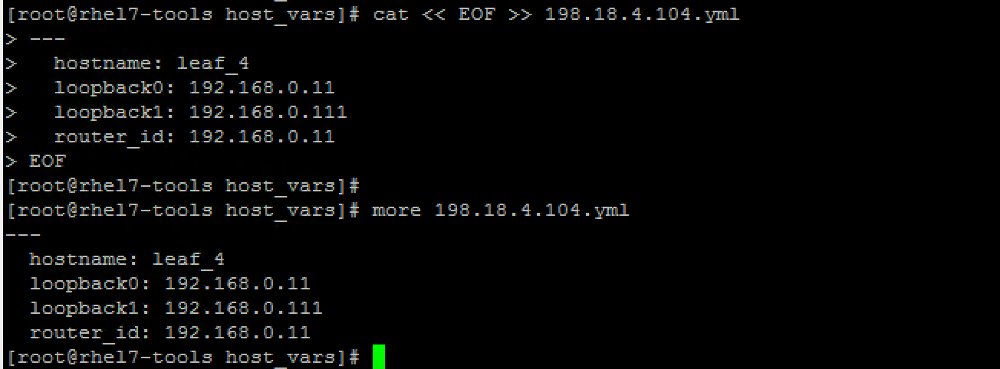 [root@rhel7-tools host_vars]# cat << EOF >> 198.18.4.104.yml
> ---
>   hostname: leaf_4
>   loopback0: 192.168.0.11
>   loopback1: 192.168.0.111
>   router_id: 192.168.0.11
> EOF
[root@rhel7-tools host_vars]#
[root@rhel7-tools host_vars]# more 198.18.4.104.yml
---
  hostname: leaf_4
  loopback0: 192.168.0.11
  loopback1: 192.168.0.111
  router_id: 192.168.0.11
[root@rhel7-tools host_vars]#